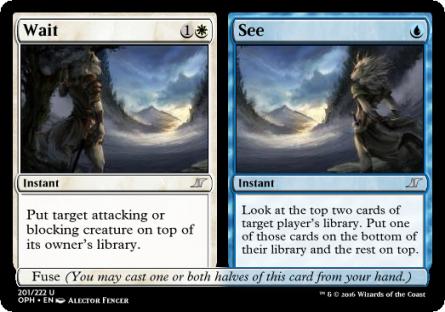 Wait 1
Instant
Put target attacking or
blocking creature on top of
its owner's library.
See
Instant
Look at the top two cards of
target player's library. Put one
of those cards on the bottom of
their library and the rest on top.
Fuse (You may cast one or both halves of this card from your hand.)
201/222 U
OPH • EN Alector Fencer
™ & © 2016 Wizards of the Coast